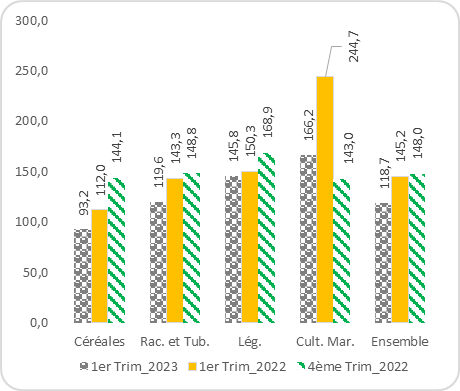 300,0
250,0
200,0
150,0
100,0
50,0
0,0
93,2
112,0
144,1
119,6
143,3
148,8
145,8
150,3
168,9
166,2
244,7
143,0
118,7
145,2
148,0
Céréales
Rac. et Tub.
Lég.
Cult. Mar.
Ensemble
1er Trim_2023
1er Trim_2022
4ème Trim_2022